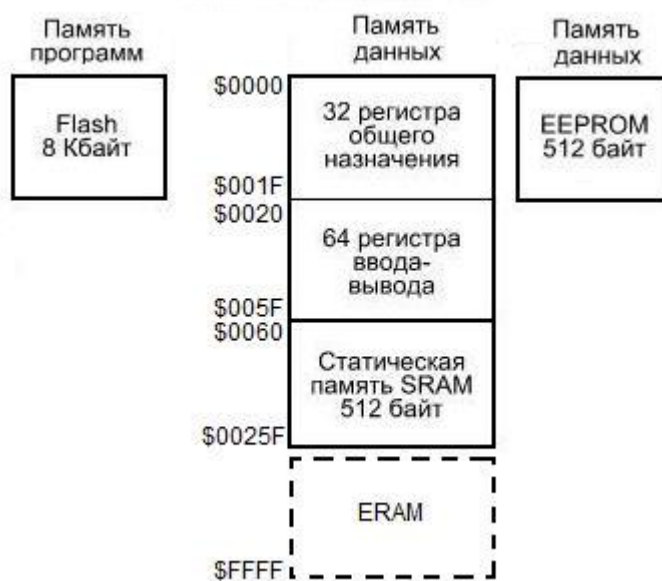 Память
программ
Flash
8 Кбайт
Память
данных
$0000
32 регистра
общего
назначения
$001F
$0020
64 регистра
ввода-
вывода
$005F
$0060
Статическая
память SRAM
512 байт
$0025F
ERAM
$FFFF
Память
данных
EEPROM
512 байт